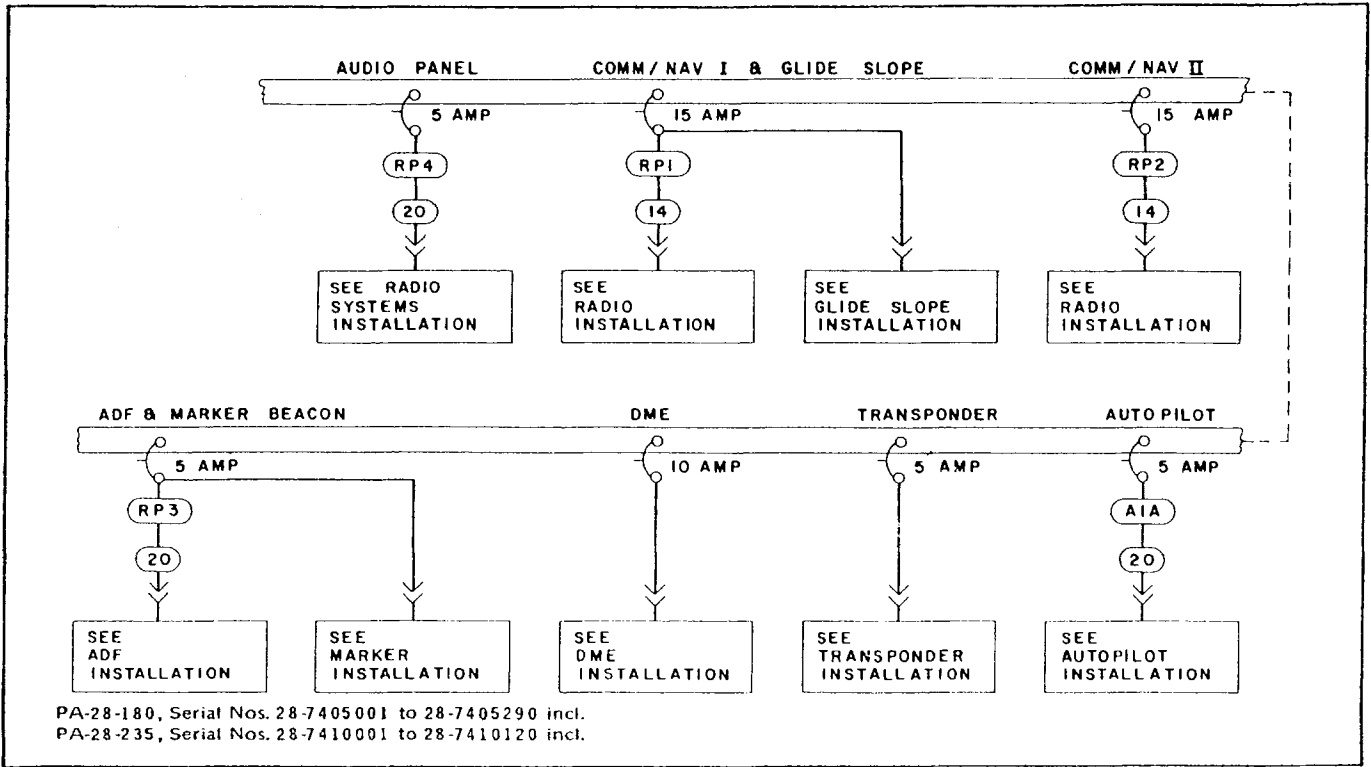 AUDIO PANEL
COMM/NAV I & GLIDE SLOPE
COMM/NAV II
5 AMP
15 AMP
15 AMP
RP4
RP1
RP2
20
14
14
SEE RADIO
SYSTEMS
INSTALLATION
SEE
RADIO
INSTALLATION
SEE
GLIDE SLOPE
INSTALLATION
SEE
RADIO
INSTALLATION
ADF & MARKER BEACON
DME
TRANSPONDER
AUTOPILOT
5 AMP
10 AMP
5 AMP
5 AMP
RP3
A1A
20
20
SEE
ADF
INSTALLATION
SEE
MARKER
INSTALLATION
SEE
DME
INSTALLATION
SEE
TRANSPONDER
INSTALLATION
SEE
AUTOPILOT
INSTALLATION
PA-28-180, Serial Nos. 28-7405001 to 28-7405290 incl.
PA-28-235, Serial Nos. 28-7410001 to 28-7410120 incl.